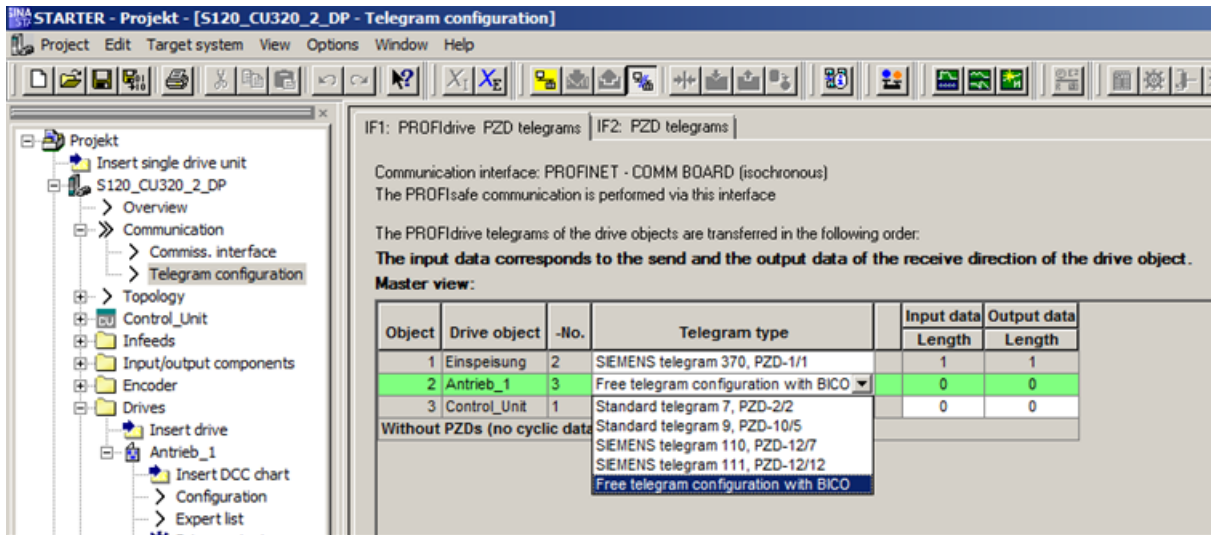 STARTER - Projekt - [S120_CU320_2_DP - Telegram configuration]
Project Edit Target system View Options Window Help
Projekt
Insert single drive unit
S120_CU320_2_DP
Overview
Communication
Commiss. interface
Telegram configuration
Topology
Control_Unit
Infeeds
Input/output components
Encoder
Drives
Insert drive
Antrieb_1
Insert DCC chart
Configuration
Expert list
IF1: PROFIdrive PZD telegrams IF2: PZD telegrams
Communication interface: PROFINET - COMM BOARD (isochronous)
The PROFIsafe communication is performed via this interface
The PROFIdrive telegrams of the drive objects are transferred in the following order:
The input data corresponds to the send and the output data of the receive direction of the drive object.
Master view:
Object Drive object -No. Telegram type Input data Output data
Length Length
1 Einspeisung 2 SIEMENS telegram 370, PZD-1/1 1 1
2 Antrieb_1 3 Free telegram configuration with BICO 0 0
3 Control_Unit 1 Standard telegram 7, PZD-2/2 0 0
Without PZDs (no cyclic data Standard telegram 9, PZD-10/5
SIEMENS telegram 110, PZD-12/7
SIEMENS telegram 111, PZD-12/12
Free telegram configuration with BICO